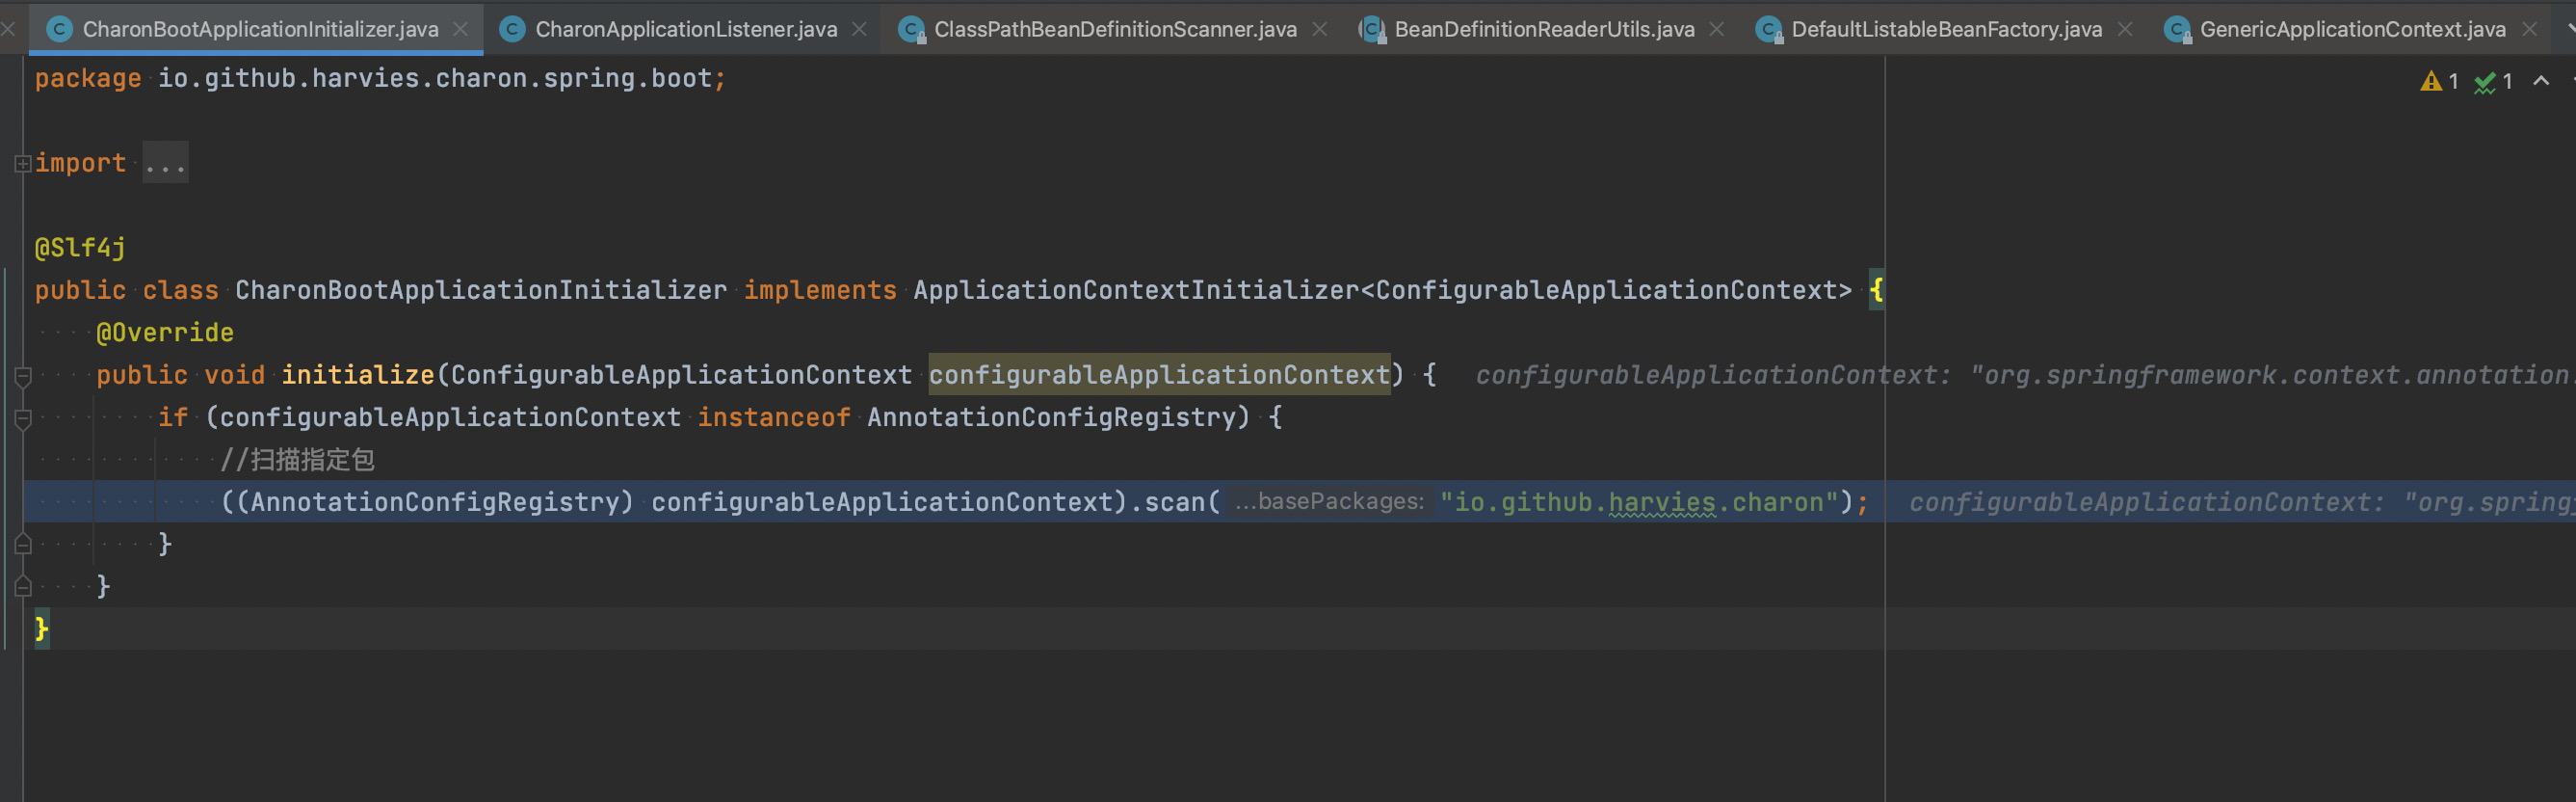 CharonBootApplicationInitializer.java CharonApplicationListener.java ClassPathBeanDefinitionScanner.java BeanDefinitionReaderUtils.java DefaultListableBeanFactory.java GenericApplicationContext.java
package io.github.harvies.charon.spring.boot; 1 1
import ...
@Slf4j
public class CharonBootApplicationInitializer implements ApplicationContextInitializer<ConfigurableApplicationContext> {
@Override
public void initialize(ConfigurableApplicationContext configurableApplicationContext) { configurableApplicationContext: "org.springframework.context.annotation.
if (configurableApplicationContext instanceof AnnotationConfigRegistry) {
//扫描指定包
((AnnotationConfigRegistry) configurableApplicationContext).scan( ...basePackages: "io.github.harvies.charon"); configurableApplicationContext: "org.spring
}
}
}